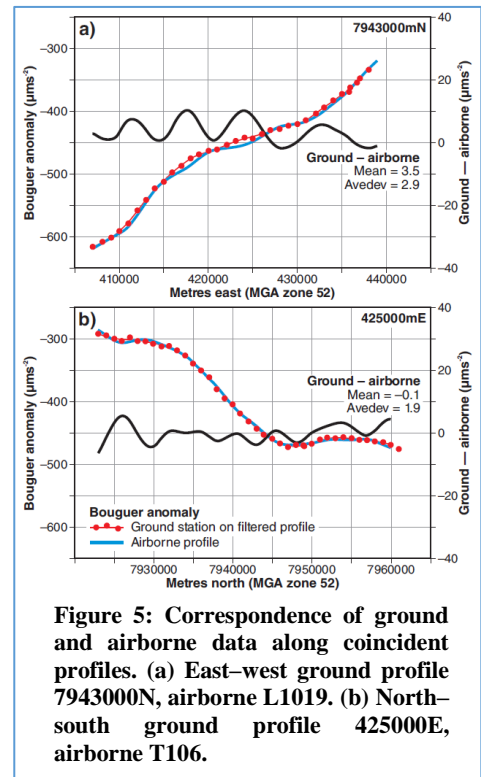 a)
7943000mN
40
−300
20
−400
0
Ground – airborne
Mean = 3.5
Avedev = 2.9
−500
−20
−600
−40
Bouguer anomaly (µms⁻²)
Ground — airborne (µms⁻²)
410000 420000 430000 440000
Metres east (MGA zone 52)
b)
425000mE
40
−300
20
Ground – airborne
Mean = −0.1
Avedev = 1.9
−400
0
−500
−20
Bouguer anomaly
Ground station on filtered profile
Airborne profile
−600
−40
Bouguer anomaly (µms⁻²)
Ground — airborne (µms⁻²)
7930000 7940000 7950000 7960000
Metres north (MGA zone 52)
Figure 5: Correspondence of ground
and airborne data along coincident
profiles. (a) East–west ground profile
7943000N, airborne L1019. (b) North–
south ground profile 425000E,
airborne T106.